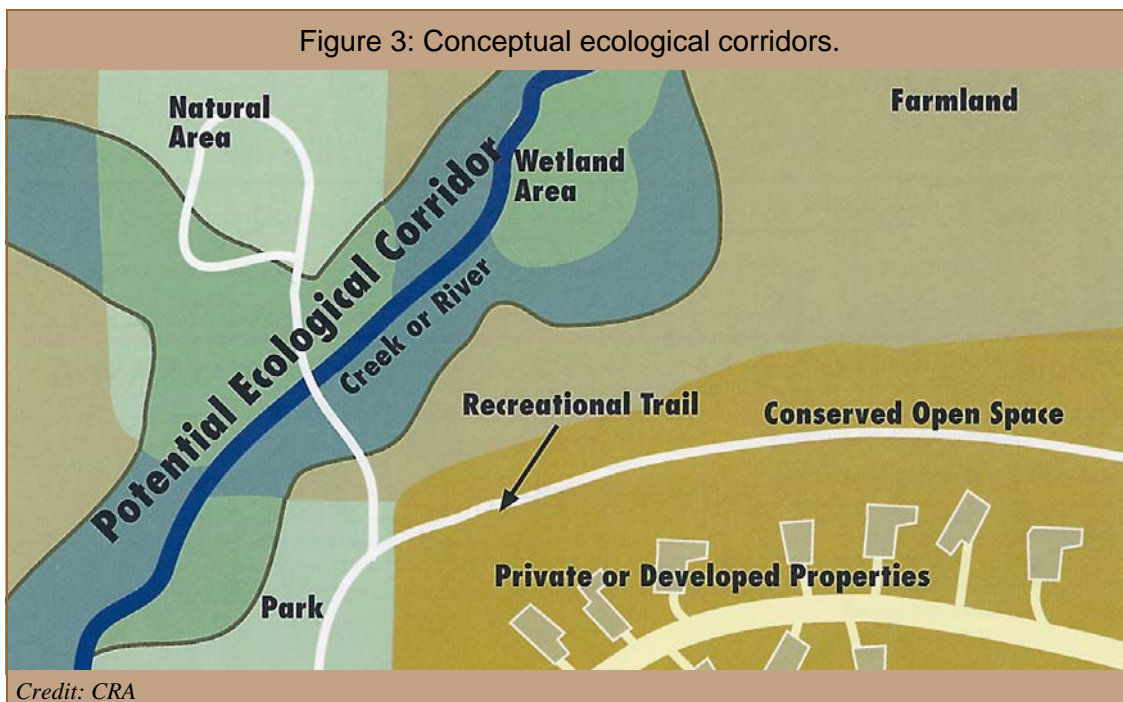 Figure 3: Conceptual ecological corridors.
Natural
Area
Farmland
Wetland
Area
Potential Ecological Corridor
Creek or River
Recreational Trail
Conserved Open Space
Private or Developed Properties
Park
Credit: CRA